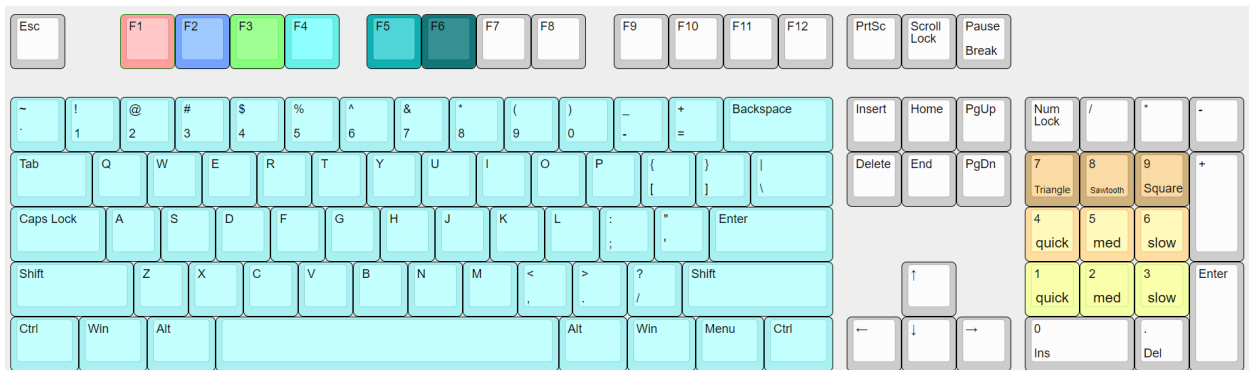 Esc F1 F2 F3 F4 F5 F6 F7 F8 F9 F10 F11 F12 PrtSc Scroll Pause
Lock
Break
~ ! @ # $ % ^ & * ( ) _ + Backspace Insert Home PgUp Num / * -
Lock
` 1 2 3 4 5 6 7 8 9 0 - =
Tab Q W E R T Y U I O P { } | Delete End PgDn 7 8 9 +
[ ] \ Triangle Sawtooth Square
Caps Lock A S D F G H J K L : " Enter 4 5 6
; ' quick med slow
Shift Z X C V B N M < > ? Shift ↑ 1 2 3 Enter
, . / quick med slow
Ctrl Win Alt Alt Win Menu Ctrl ← ↓ → 0 .
Ins Del